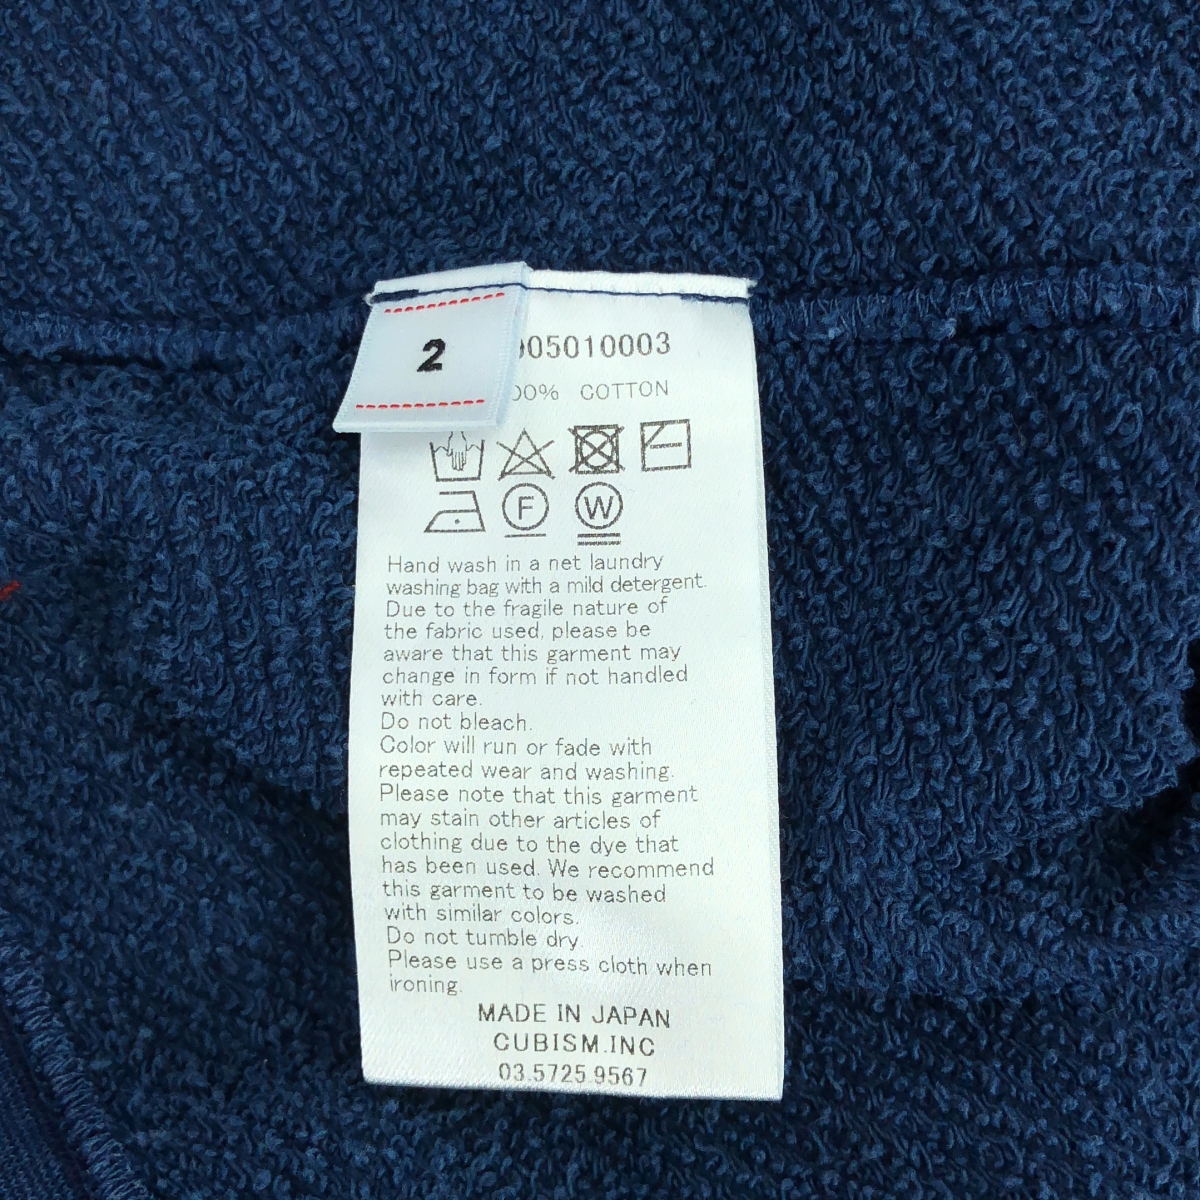 2
05010003
00% COTTON
F
W
Hand wash in a net laundry
washing bag with a mild detergent.
Due to the fragile nature of
the fabric used, please be
aware that this garment may
change in form if not handled
with care.
Do not bleach.
Color will run or fade with
repeated wear and washing.
Please note that this garment
may stain other articles of
clothing due to the dye that
has been used. We recommend
this garment to be washed
with similar colors.
Do not tumble dry.
Please use a press cloth when
ironing.
MADE IN JAPAN
CUBISM.INC
03.5725.9567